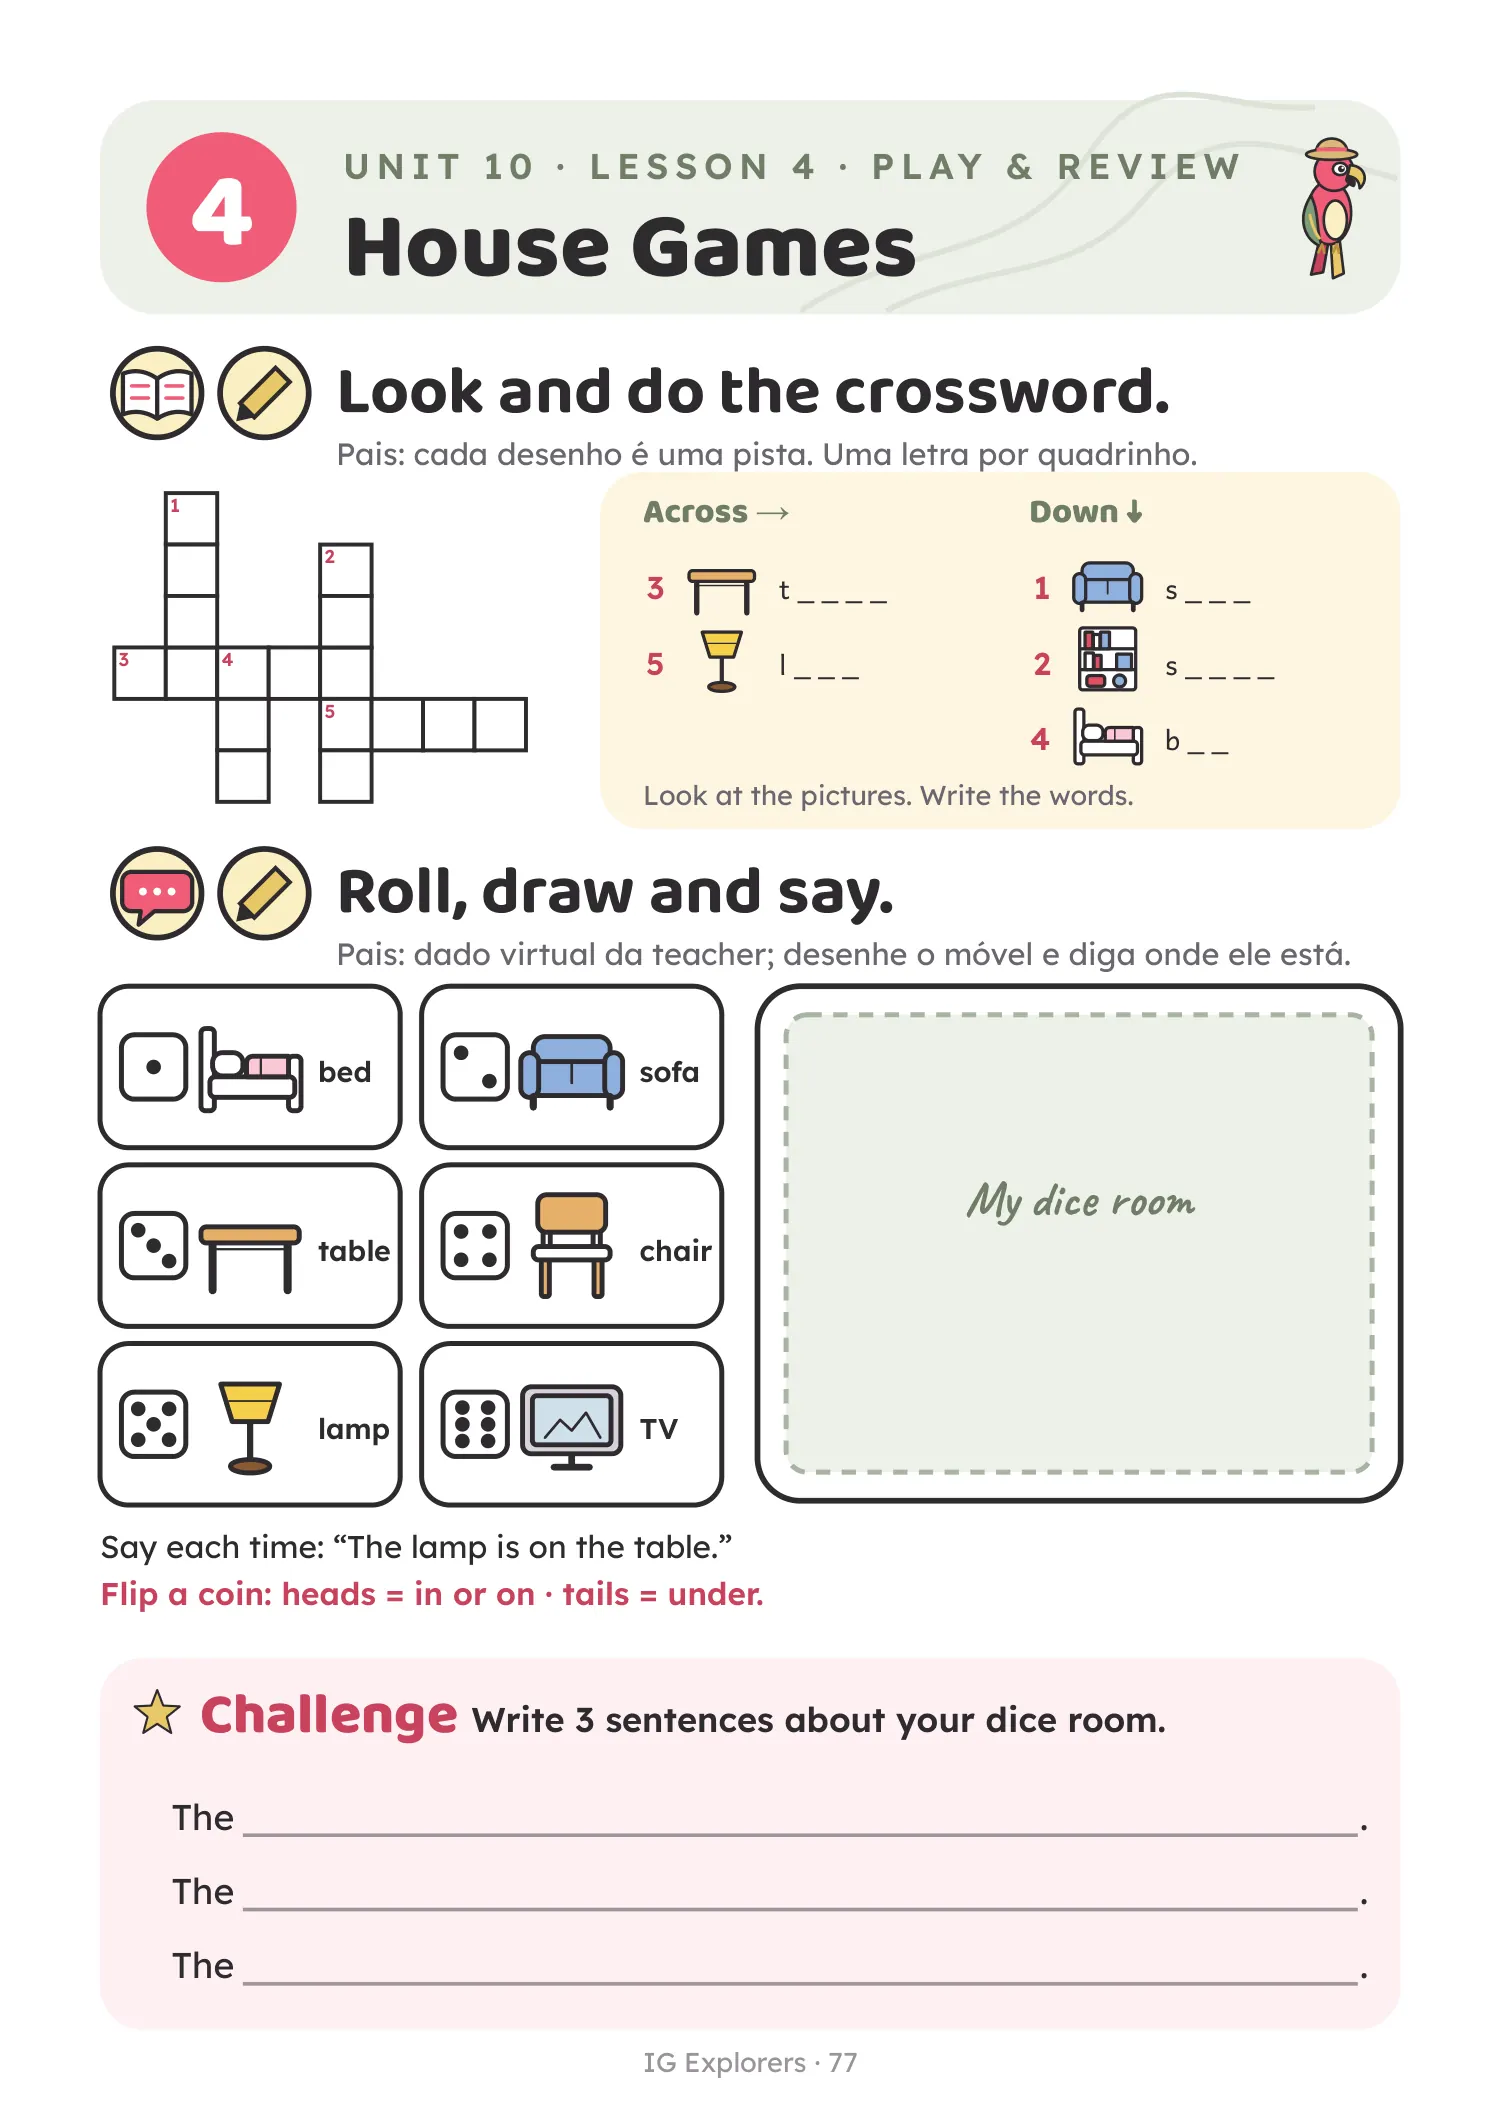 4
UNIT 10 · LESSON 4 · PLAY & REVIEW
House Games
Look and do the crossword.
Pais: cada desenho é uma pista. Uma letra por quadrinho.
1
2
3
4
5
Across →
3 t _ _ _ _
5 l _ _ _
Down ↓
1 s _ _ _
2 s _ _ _ _
4 b _ _
Look at the pictures. Write the words.
Roll, draw and say.
Pais: dado virtual da teacher; desenhe o móvel e diga onde ele está.
bed
sofa
table
chair
lamp
TV
My dice room
Say each time: “The lamp is on the table.”
Flip a coin: heads = in or on · tails = under.
Challenge Write 3 sentences about your dice room.
The ______.
The ______.
The ______.
IG Explorers · 77